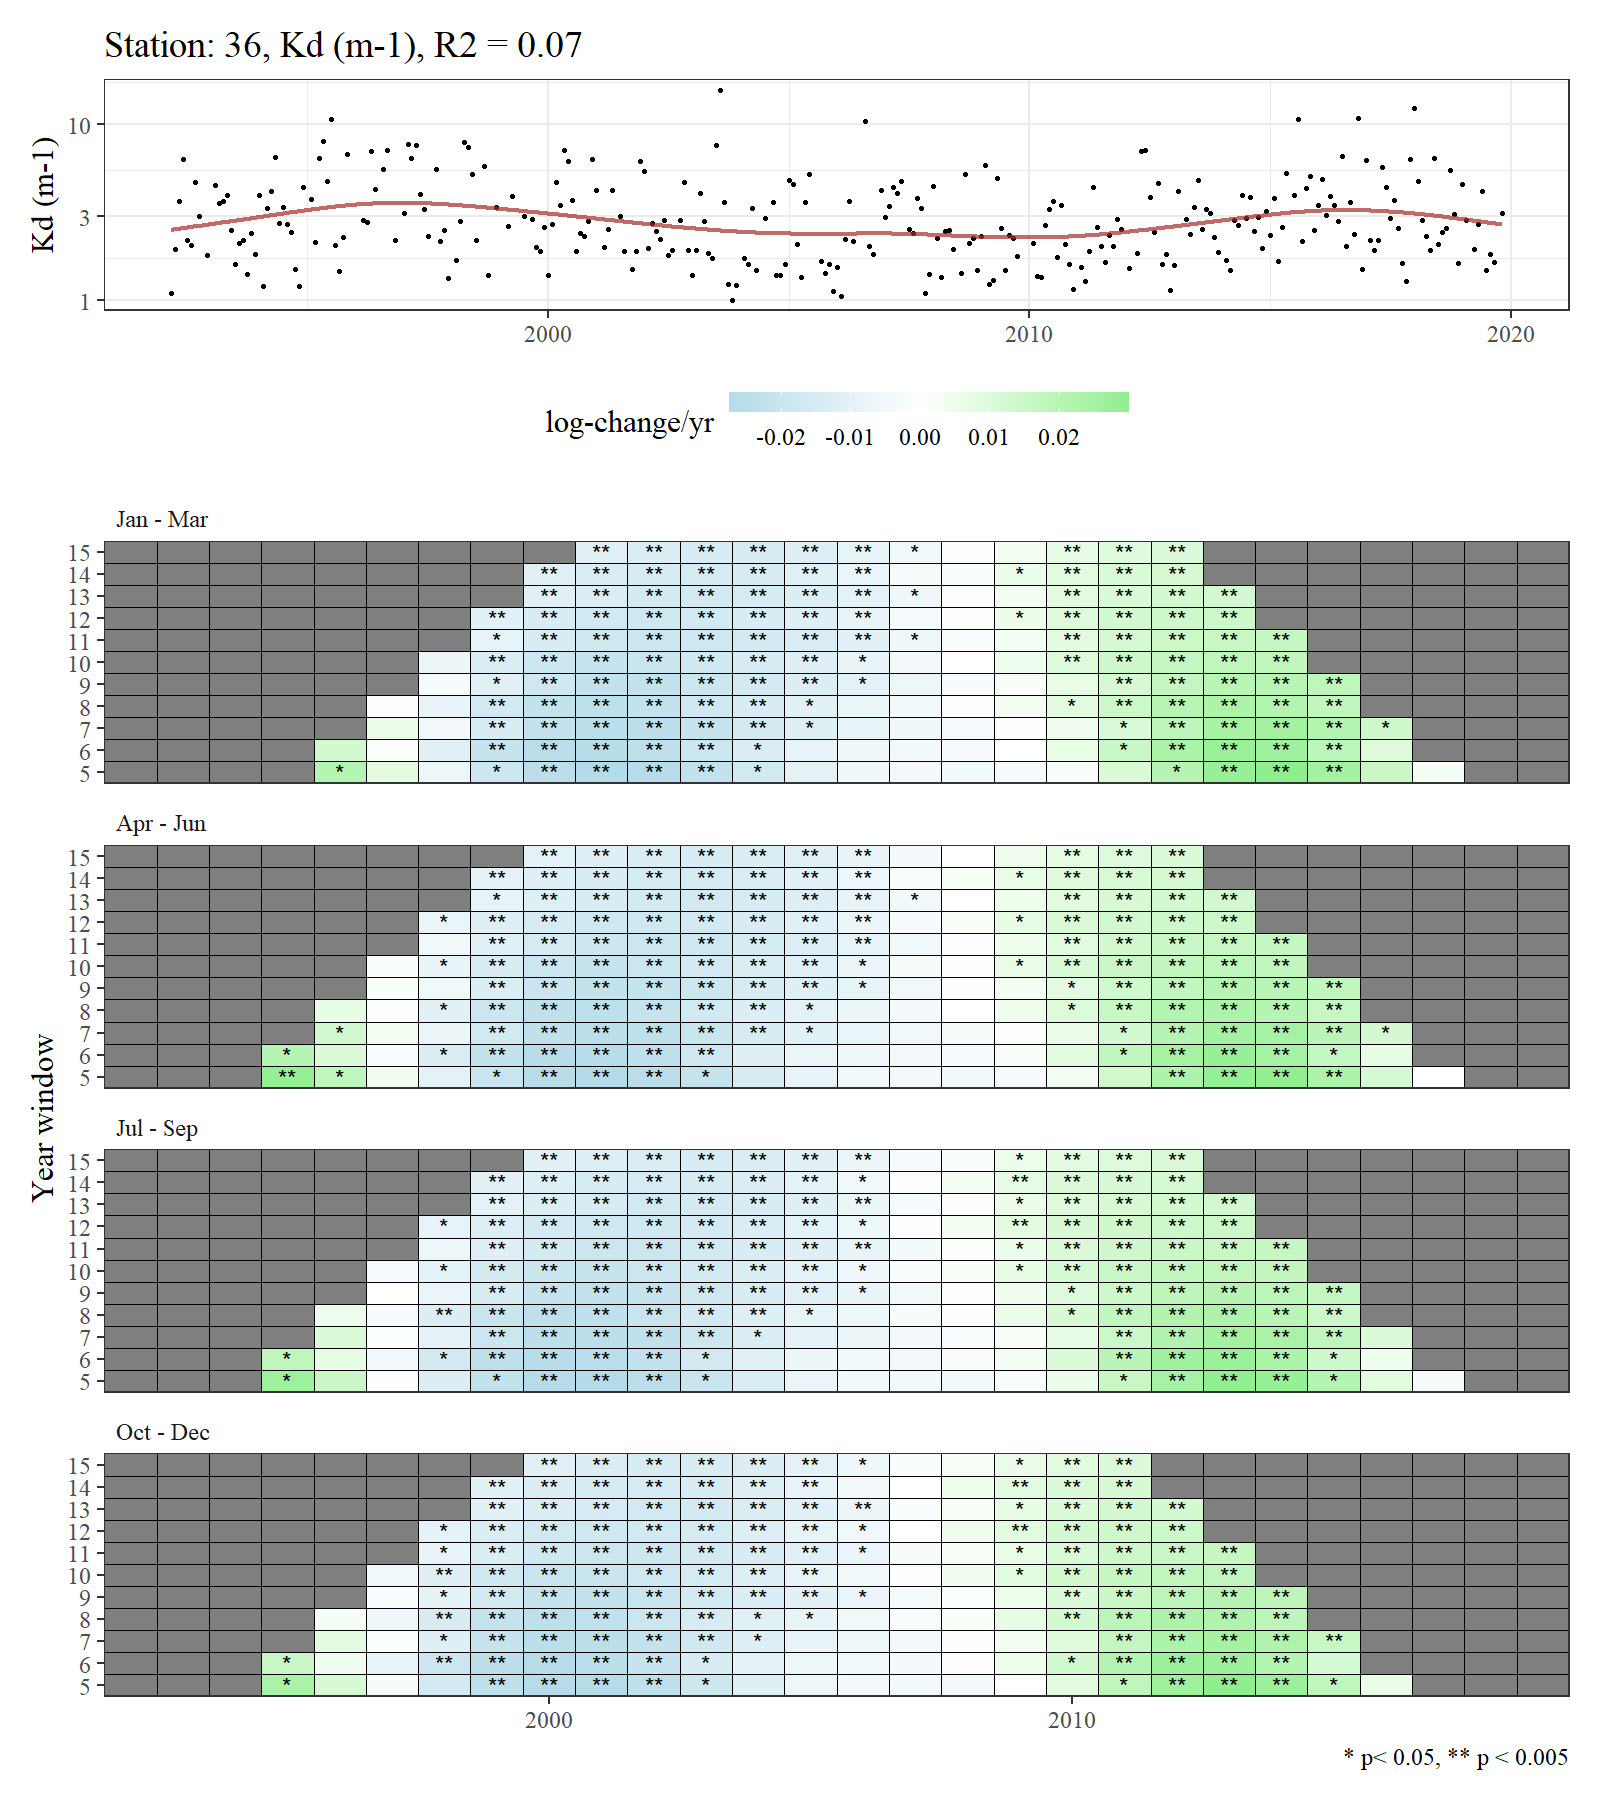 Station: 36, Kd (m-1), R2 = 0.07
Kd (m-1)
10
3
1
2000 2010 2020
log-change/yr
-0.02 -0.01 0.00 0.01 0.02
Year window
Jan - Mar
15 ** ** ** ** ** ** * ** ** **
14 ** ** ** ** ** ** ** * ** ** **
13 ** ** ** ** ** ** ** * ** ** ** **
12 ** ** ** ** ** ** ** ** * ** ** ** **
11 * ** ** ** ** ** ** ** * ** ** ** ** **
10 ** ** ** ** ** ** ** * ** ** ** ** **
9 * ** ** ** ** ** ** * ** ** ** ** **
8 ** ** ** ** ** ** * * ** ** ** ** **
7 ** ** ** ** ** ** * * ** ** ** ** *
6 ** ** ** ** ** * * ** ** ** **
5 * * ** ** ** ** * * ** ** **
Apr - Jun
15 ** ** ** ** ** ** ** ** ** **
14 ** ** ** ** ** ** ** ** * ** ** **
13 * ** ** ** ** ** ** ** * ** ** ** **
12 * ** ** ** ** ** ** ** ** * ** ** ** **
11 ** ** ** ** ** ** ** ** ** ** ** ** **
10 * ** ** ** ** ** ** ** * * ** ** ** ** **
9 ** ** ** ** ** ** ** * * ** ** ** ** **
8 * ** ** ** ** ** ** * * ** ** ** ** **
7 * ** ** ** ** ** ** * * ** ** ** ** *
6 * * ** ** ** ** ** * ** ** ** *
5 ** * * ** ** ** * ** ** ** **
Jul - Sep
15 ** ** ** ** ** ** ** * ** ** **
14 ** ** ** ** ** ** ** * ** ** ** **
13 ** ** ** ** ** ** ** ** * ** ** ** **
12 * ** ** ** ** ** ** ** * ** ** ** ** **
11 ** ** ** ** ** ** ** ** * ** ** ** ** **
10 * ** ** ** ** ** ** ** * * ** ** ** ** **
9 ** ** ** ** ** ** ** * * ** ** ** ** **
8 ** ** ** ** ** ** ** * * ** ** ** ** **
7 ** ** ** ** ** * ** ** ** ** **
6 * * ** ** ** ** * ** ** ** ** *
5 * * ** ** ** * * ** ** ** *
Oct - Dec
15 ** ** ** ** ** ** * * ** **
14 ** ** ** ** ** ** ** ** ** **
13 ** ** ** ** ** ** ** ** * ** ** **
12 * ** ** ** ** ** ** ** * ** ** ** **
11 * ** ** ** ** ** ** ** * * ** ** ** **
10 ** ** ** ** ** ** ** ** * ** ** ** **
9 * ** ** ** ** ** ** ** * ** ** ** ** **
8 ** ** ** ** ** ** * * ** ** ** ** **
7 * ** ** ** ** ** * ** ** ** ** **
6 * ** ** ** ** ** * * ** ** ** **
5 * ** ** ** ** * * ** ** ** *
2000 2010
* p< 0.05, ** p < 0.005